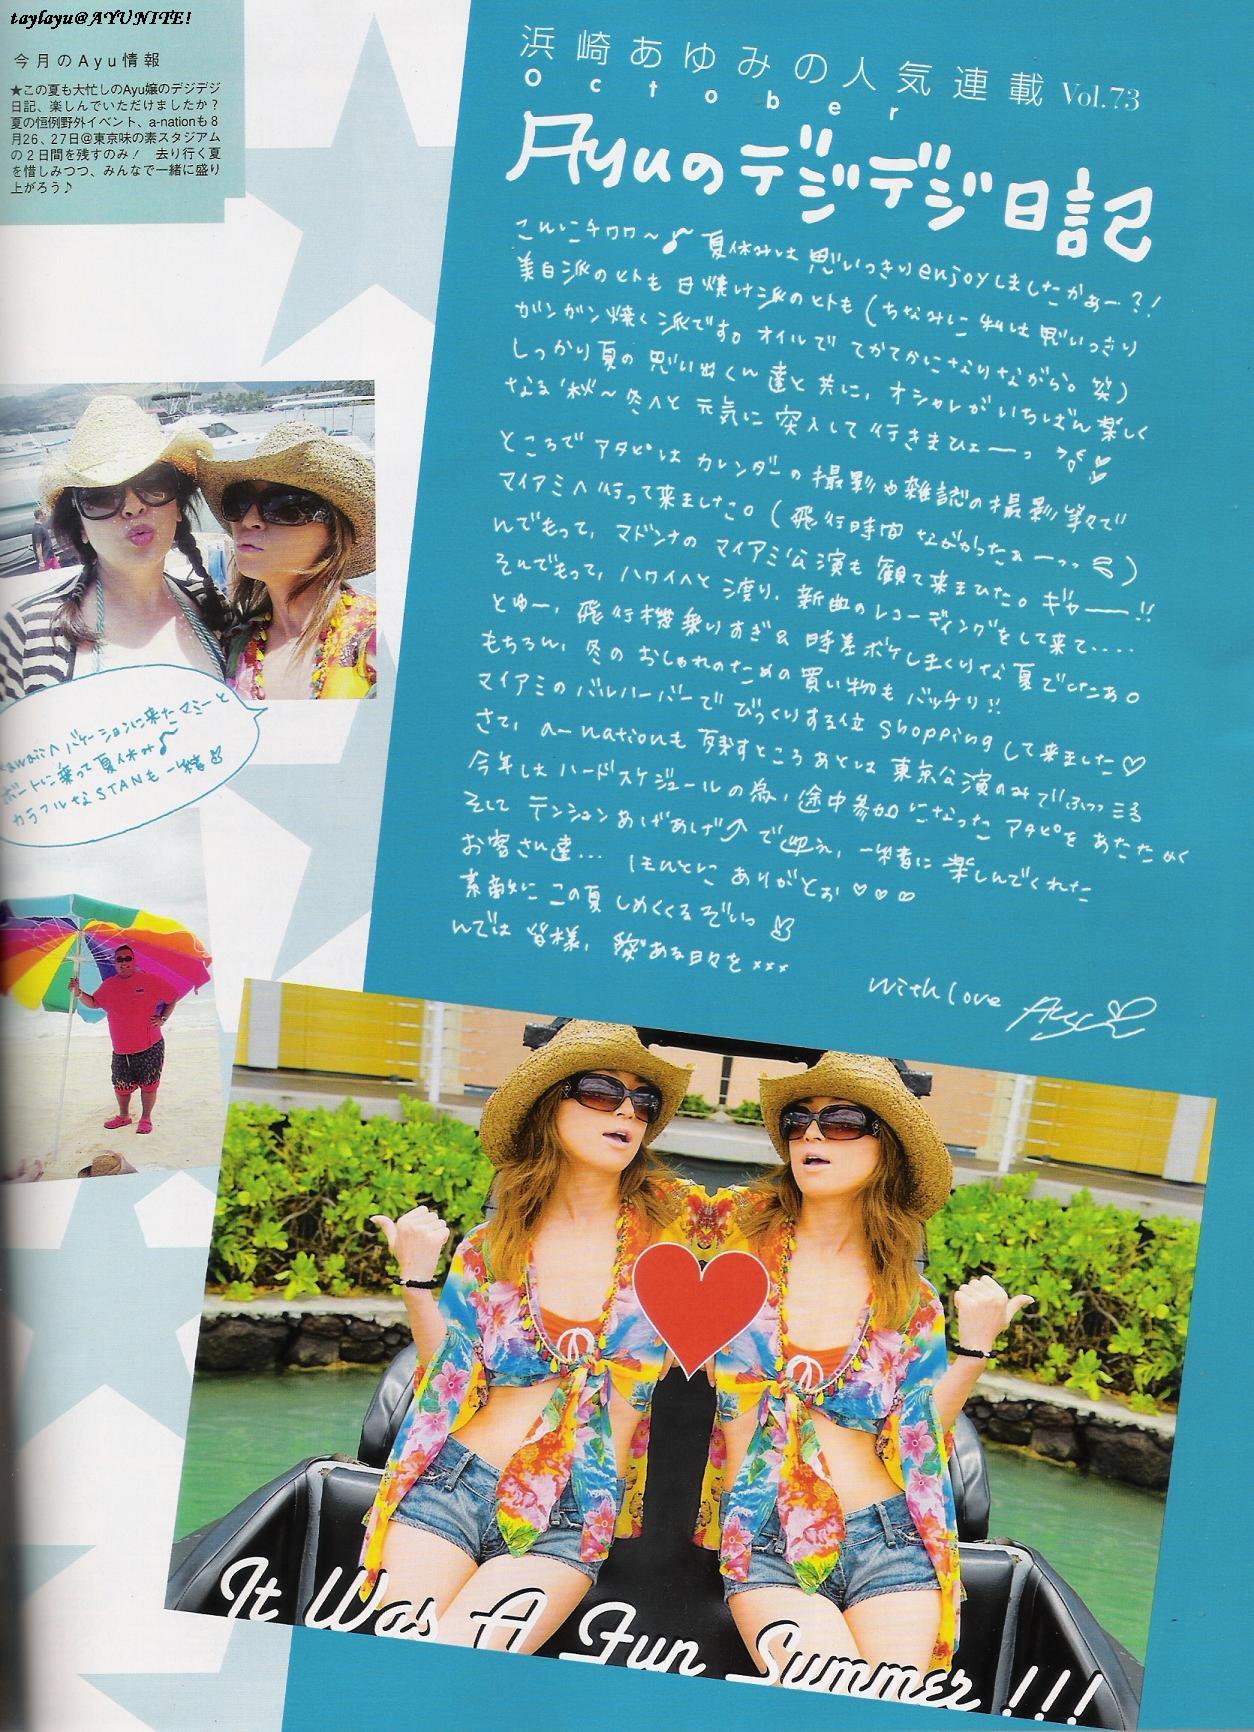 taylayu@AYUNITE!
今月のAyu情報
★この夏も大忙しのAyu嬢のデジデジ
日記、楽しんでいただけましたか?
夏の恒例野外イベント、a-nationも8
月26、27日@東京味の素スタジアム
の2日間を残すのみ! 去り行く夏
を惜しみつつ、みんなで一緒に盛り
上がろう♪
浜崎あゆみの人気連載 Vol.73
October
Ayuのデジデジ日記
こんにチワワ〜♪ 夏休みは思いっきりenjoyしましたかぁー?!
美白派のヒトも日焼け派のヒトも(ちなみに私は思いっきり
ガンガン焼く派です。オイルでてかてかになりながら。笑)
しっかり夏の思い出くん達と共に、オシャレがいちばん楽しく
なる秋〜冬へと元気に突入して行きまひェーっ
ところでアタピはカレンダーの撮影や雑誌の撮影等々で
マイアミへ行って来ました。(飛行時間ながかったぁーっっ)
んでもって、マドンナのマイアミ公演も観て来まひた。ギャー!!
そんでもって、ハワイへと渡り、新曲のレコーディングをして来て....
とゆー、飛行機乗りすぎ&時差ボケしまくりな夏でしたぁ。
もちろん、冬のおしゃれのための買い物もバッチリ!!
マイアミのバルハーバーでびっくりする位shoppingして来ました♡
さて、a-nationも残すところあとは東京公演のみで
今年はハードスケジュールの為、途中参加になったアタピをあたたかく
そしてテンションあげあげ↑で迎え、一緒に楽しんでくれた
お客さん達... ほんとにありがとお♡♡♡
素敵にこの夏しめくくるぞいっ
んでは皆様、愛ある日々を×××
with love Ayu
Hawaiiへバケーションに来たマミーと
ボートに乗って夏休み♪
カラフルなSTANも一緒
It Was A Fun Summer!!!